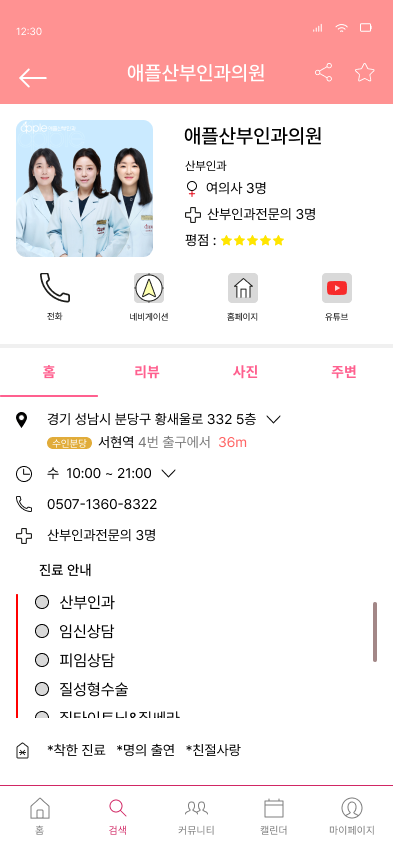 12:30
애플산부인과의원
apple
애플산부인과의원
산부인과
여의사 3명
산부인과전문의 3명
평점 : ★★★★★
전화
네비게이션
홈페이지
유튜브
홈
리뷰
사진
주변
경기 성남시 분당구 황새울로 332 5층
수인분당 서현역 4번 출구에서 36m
수 10:00 ~ 21:00
0507-1360-8322
산부인과전문의 3명
진료 안내
산부인과
임신상담
피임상담
질성형수술
*착한 진료 *명의 출연 *친절사랑
홈
검색
커뮤니티
캘린더
마이페이지